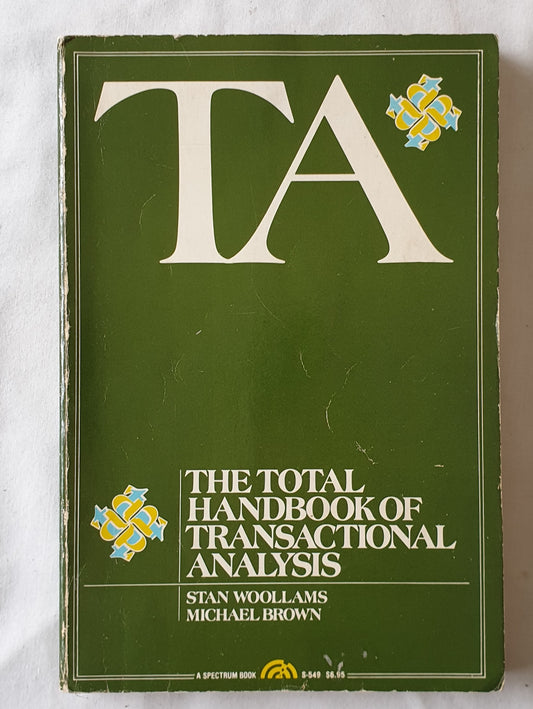 TA
THE TOTAL
HANDBOOK OF
TRANSACTIONAL
ANALYSIS
STAN WOOLLAMS
MICHAEL BROWN
A SPECTRUM BOOK S-549 $6.95